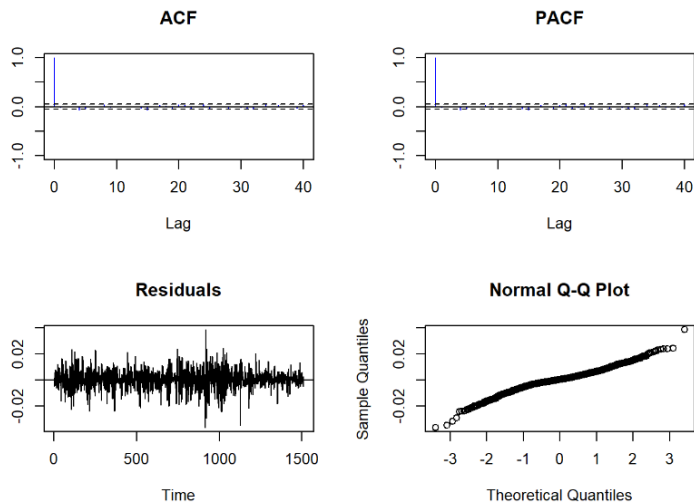 ACF
1.0
0.0
-1.0
0 10 20 30 40
Lag
PACF
1.0
0.0
-1.0
0 10 20 30 40
Lag
Residuals
0.02
-0.02
0 500 1000 1500
Time
Normal Q-Q Plot
Sample Quantiles
0.02
-0.02
-3 -2 -1 0 1 2 3
Theoretical Quantiles